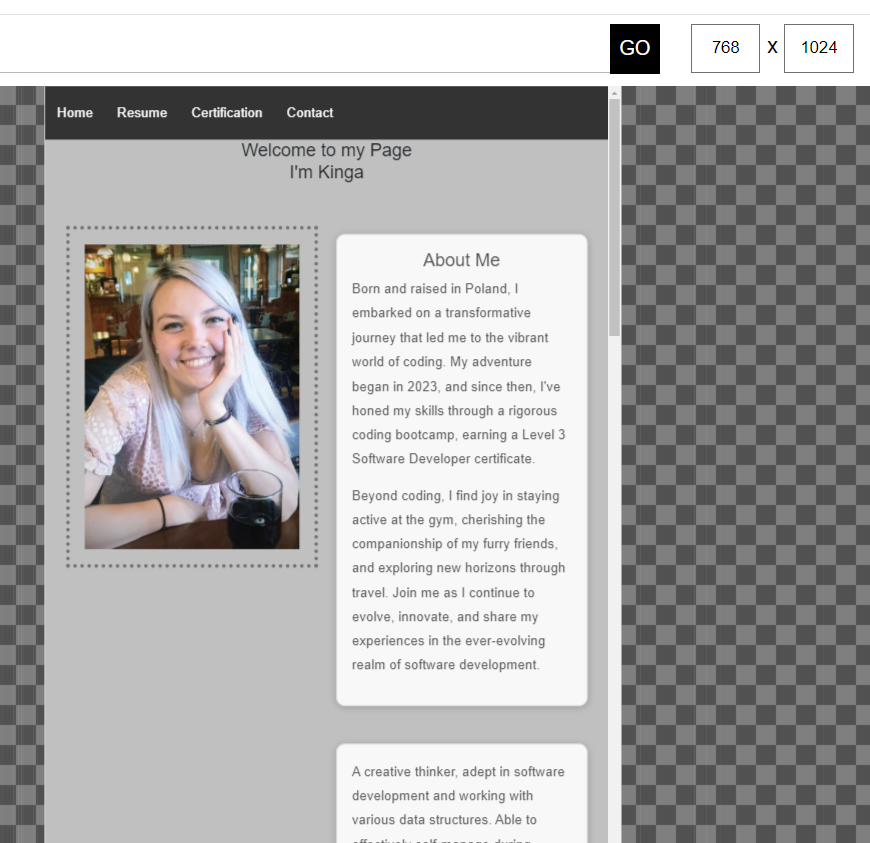 GO 768 X 1024
Home Resume Certification Contact
Welcome to my Page
I'm Kinga
About Me
Born and raised in Poland, I
embarked on a transformative
journey that led me to the vibrant
world of coding. My adventure
began in 2023, and since then, I've
honed my skills through a rigorous
coding bootcamp, earning a Level 3
Software Developer certificate.
Beyond coding, I find joy in staying
active at the gym, cherishing the
companionship of my furry friends,
and exploring new horizons through
travel. Join me as I continue to
evolve, innovate, and share my
experiences in the ever-evolving
realm of software development.
A creative thinker, adept in software
development and working with
various data structures. Able to
effectively self-manage during